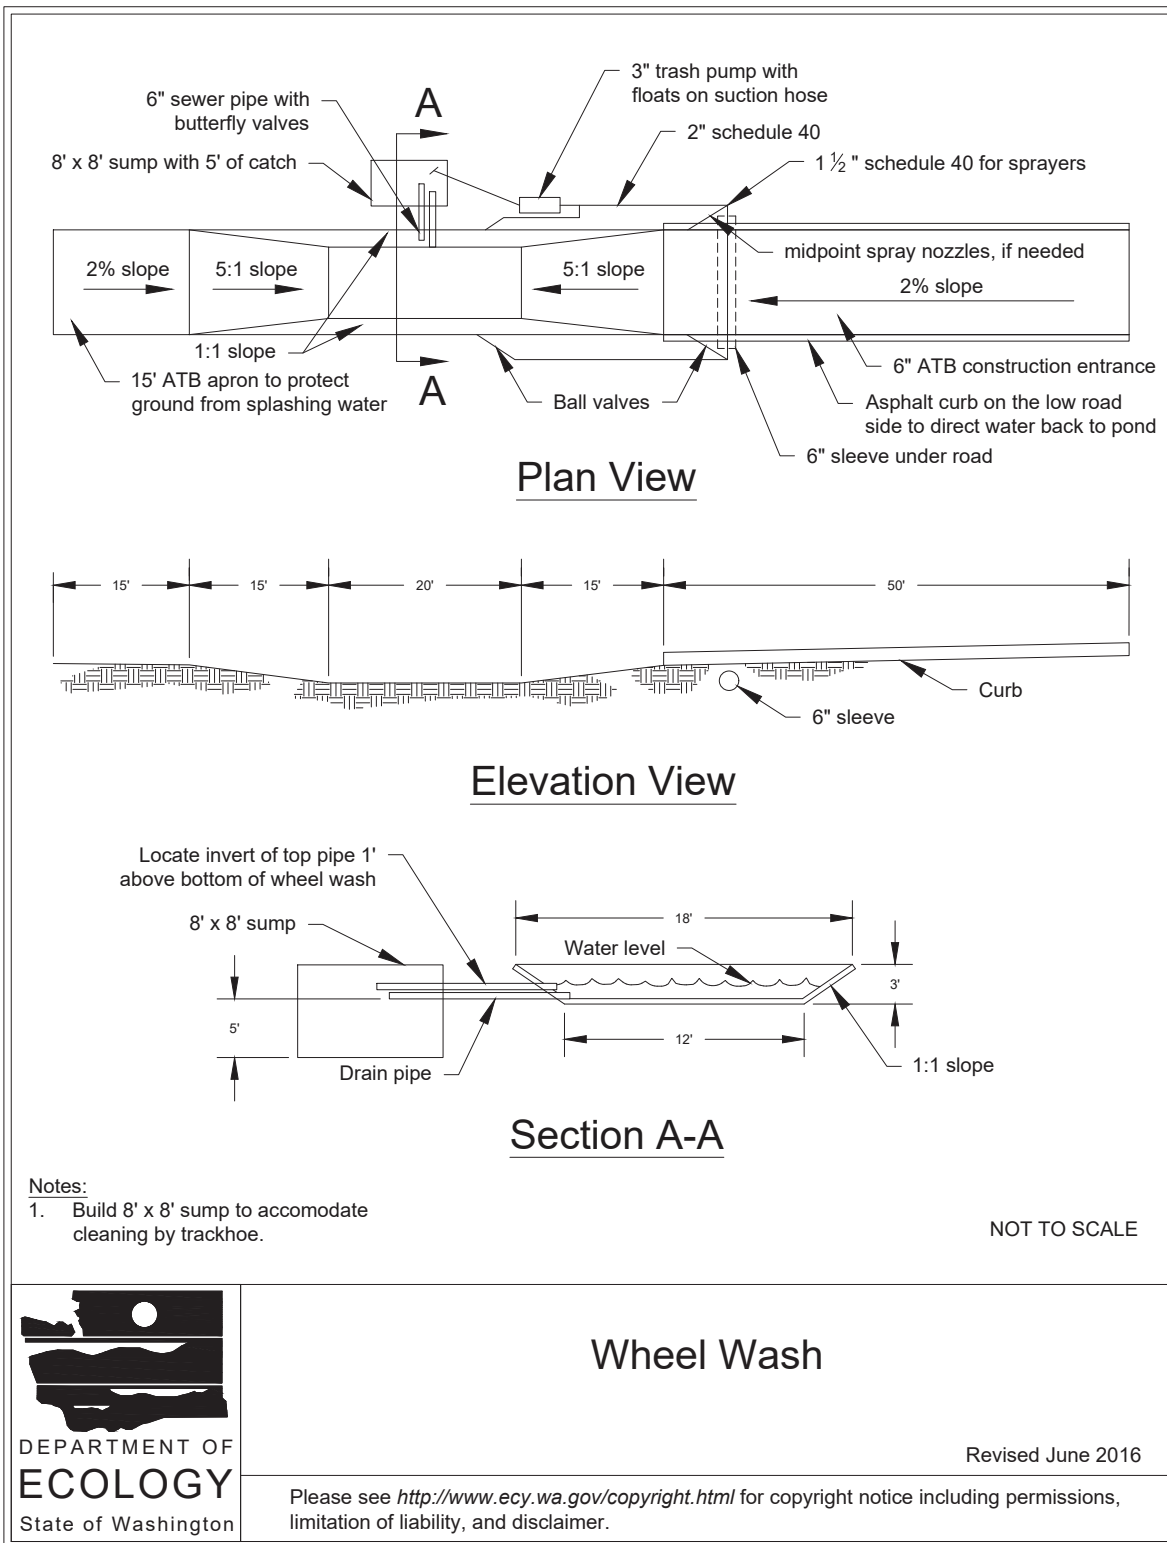 3" trash pump with
floats on suction hose
6" sewer pipe with
butterfly valves
A
2" schedule 40
8' x 8' sump with 5' of catch
1 ½ " schedule 40 for sprayers
midpoint spray nozzles, if needed
2% slope
5:1 slope
5:1 slope
2% slope
1:1 slope
15' ATB apron to protect
ground from splashing water
A
Ball valves
6" ATB construction entrance
Asphalt curb on the low road
side to direct water back to pond
6" sleeve under road
Plan View
15'
15'
20'
15'
50'
Curb
6" sleeve
Elevation View
Locate invert of top pipe 1'
above bottom of wheel wash
8' x 8' sump
18'
Water level
3'
5'
12'
Drain pipe
1:1 slope
Section A-A
Notes:
1. Build 8' x 8' sump to accomodate
cleaning by trackhoe.
NOT TO SCALE
Wheel Wash
DEPARTMENT OF
ECOLOGY
State of Washington
Revised June 2016
Please see http://www.ecy.wa.gov/copyright.html for copyright notice including permissions,
limitation of liability, and disclaimer.